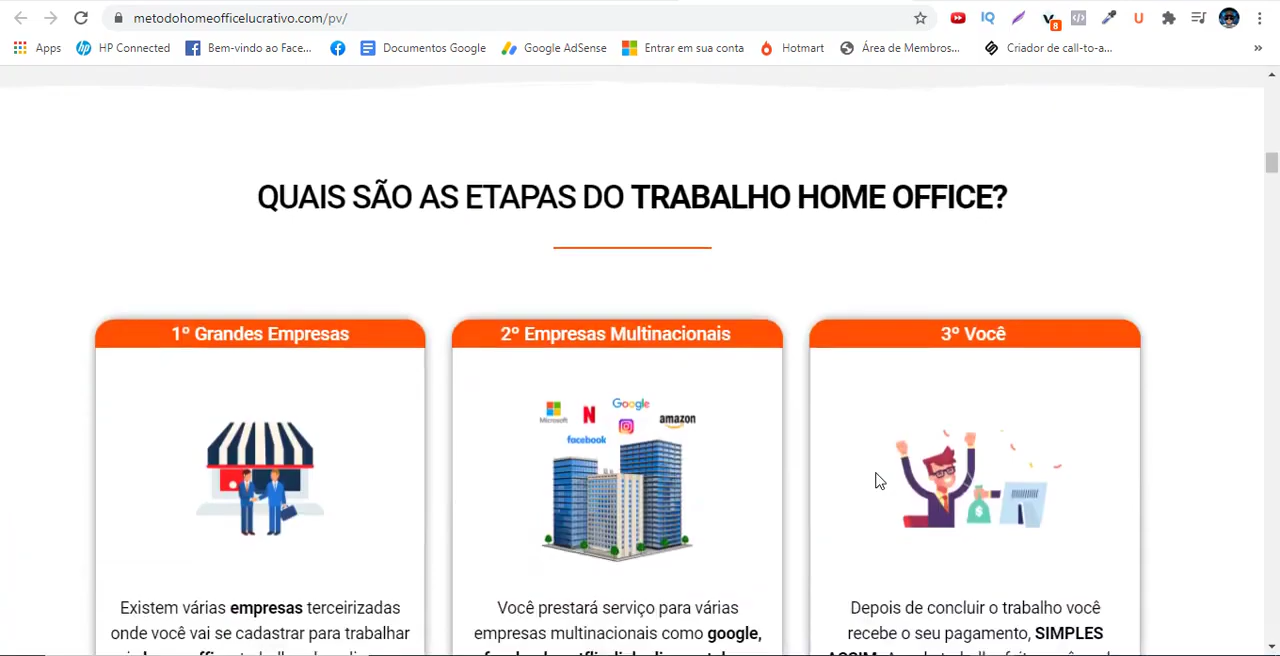 metodohomeofficelucrativo.com/pv/
IQ
8
U
Apps
HP Connected
Bem-vindo ao Face...
Documentos Google
Google AdSense
Entrar em sua conta
Hotmart
Área de Membros...
Criador de call-to-a...
»
QUAIS SÃO AS ETAPAS DO TRABALHO HOME OFFICE?
1º Grandes Empresas
2º Empresas Multinacionais
3º Você
Microsoft
N
Google
amazon
facebook
Existem várias empresas terceirizadas
onde você vai se cadastrar para trabalhar
Você prestará serviço para várias
empresas multinacionais como google,
Depois de concluir o trabalho você
recebe o seu pagamento, SIMPLES